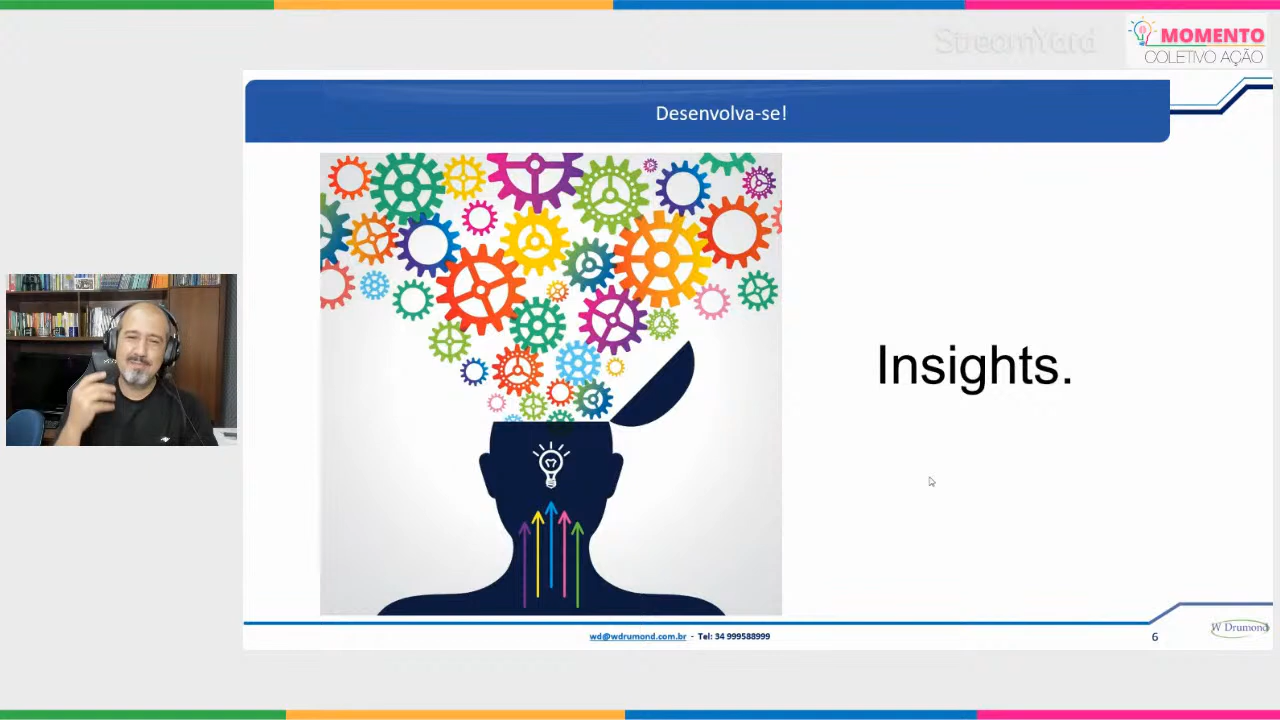 StreamYard
MOMENTO
COLETIVO AÇÃO
Desenvolva-se!
Insights.
wd@wdrumond.com.br - Tel: 34 999588999
6
W Drumond